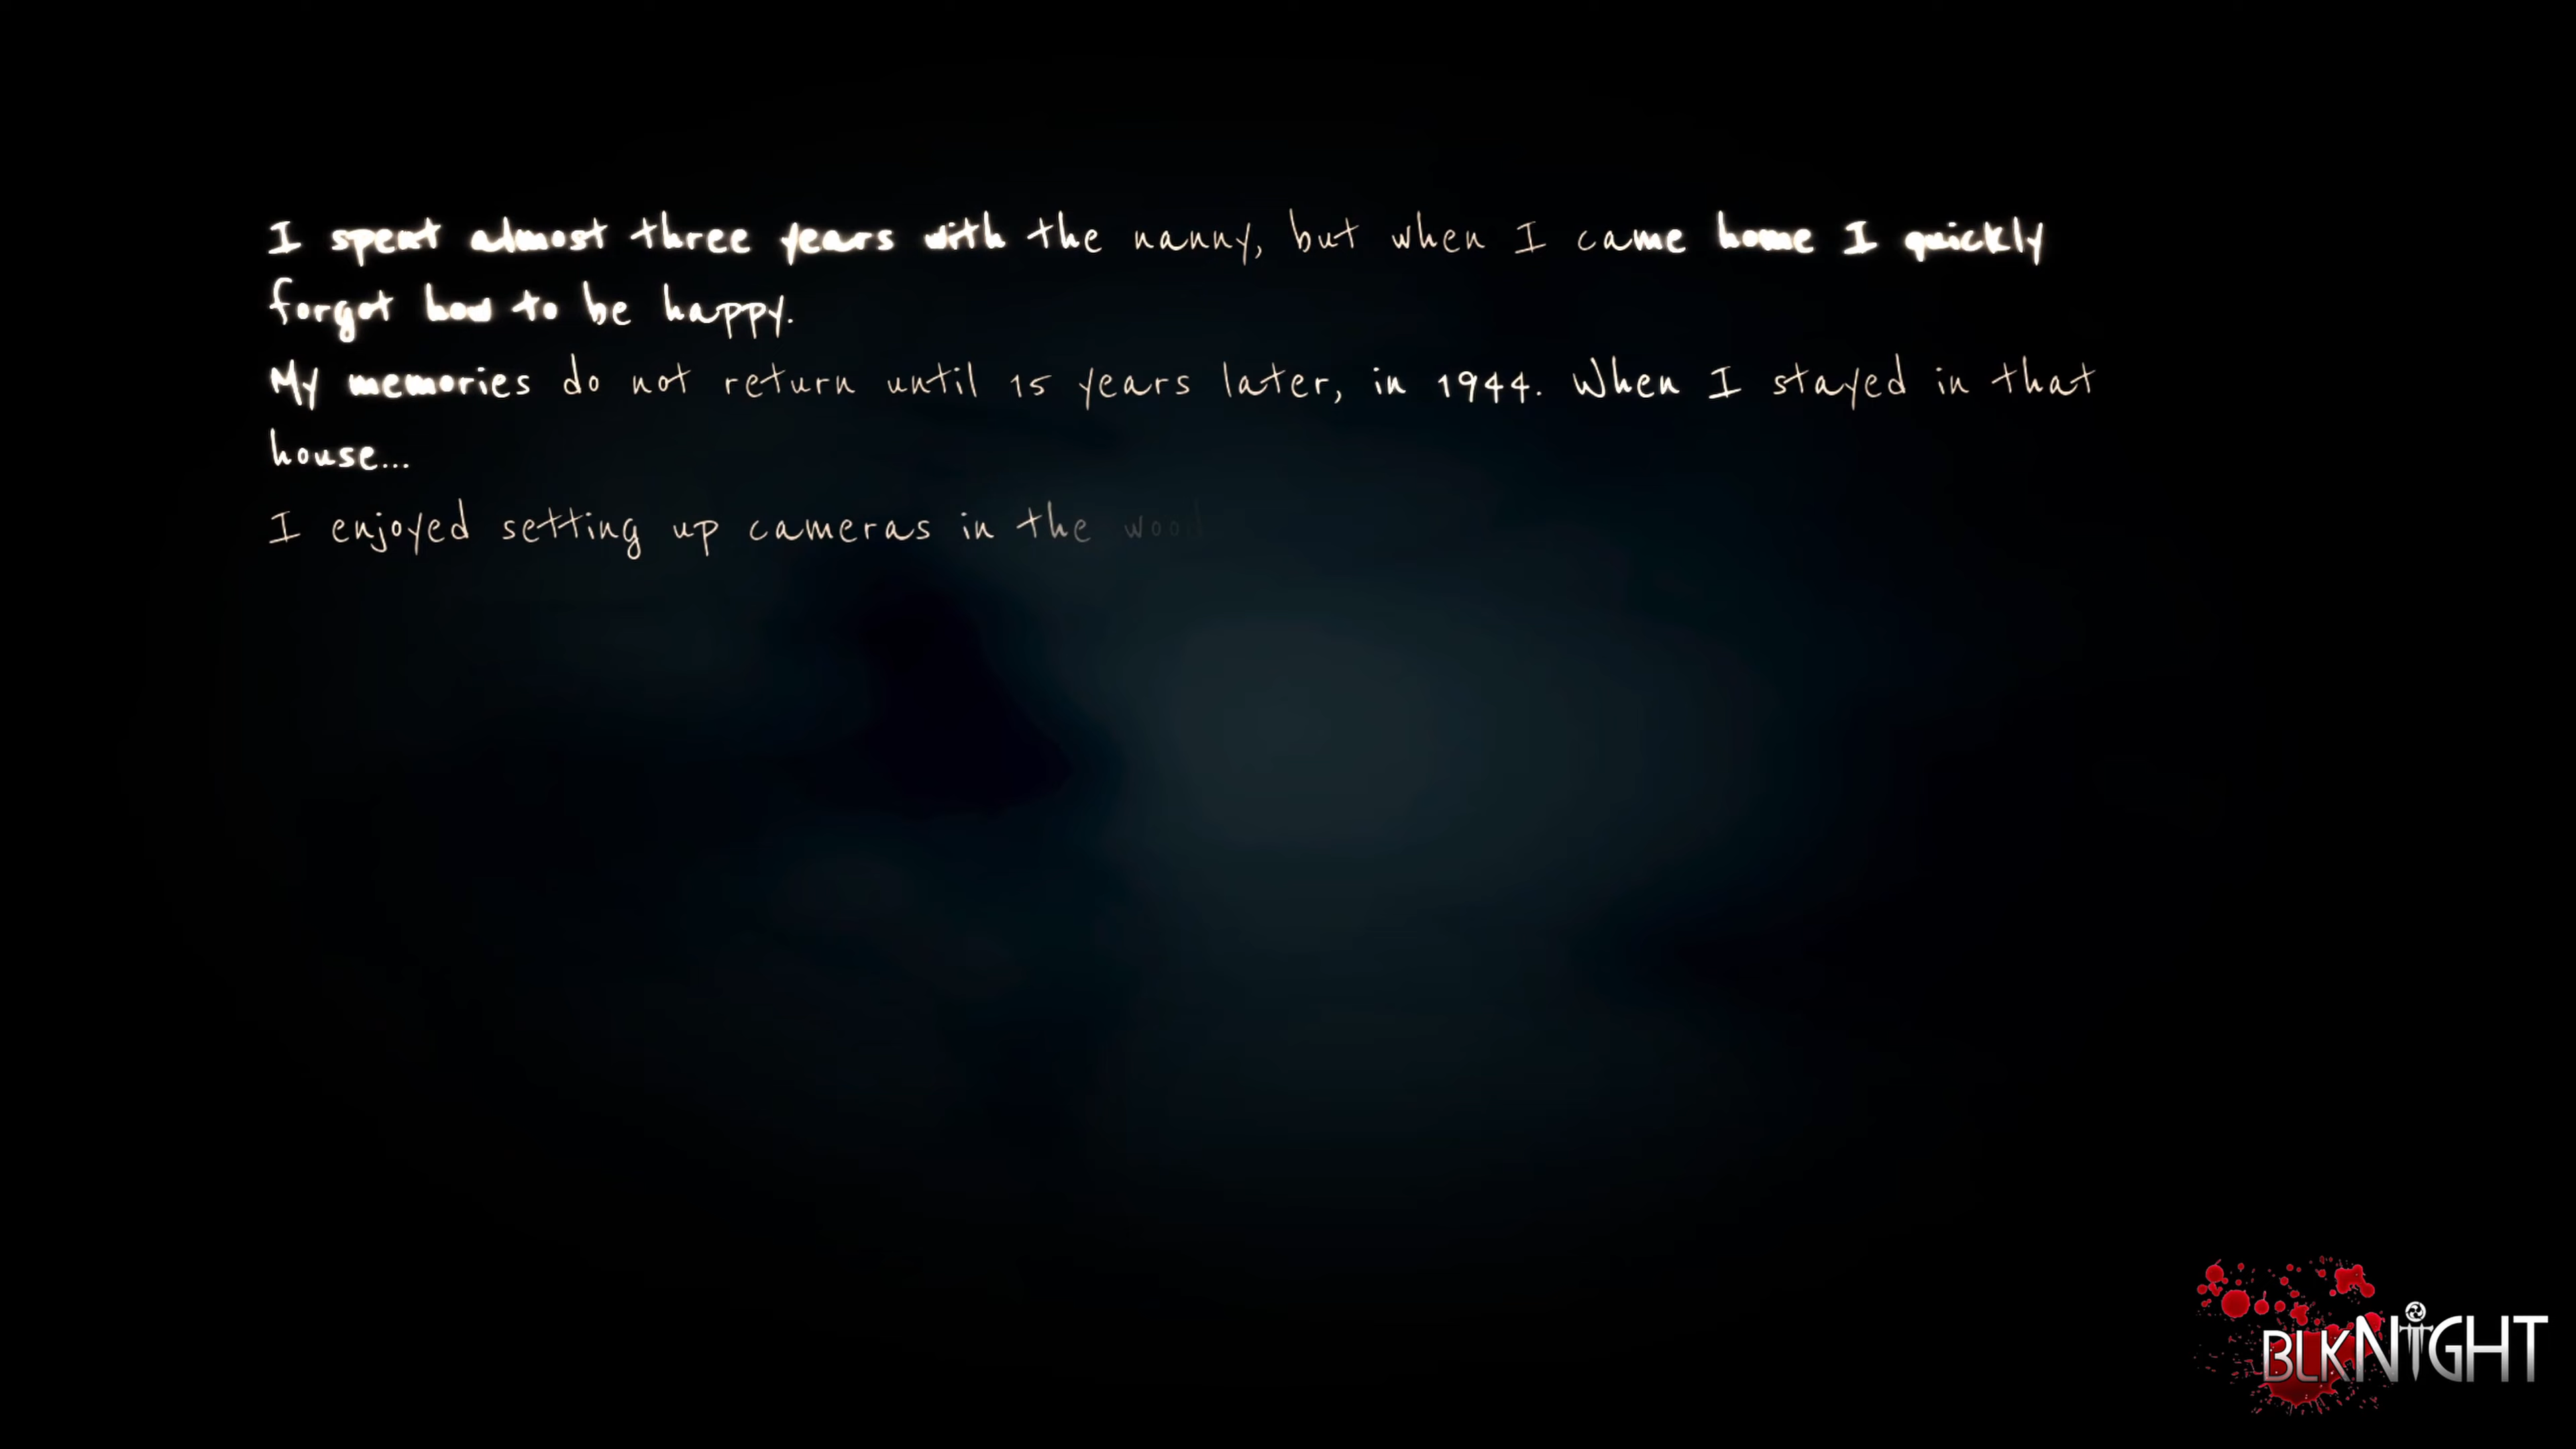 I spent almost three years with the nanny, but when I came home I quickly
forgot how to be happy.
My memories do not return until 15 years later, in 1944. When I stayed in that
house...
I enjoyed setting up cameras in the
BLKNIGHT